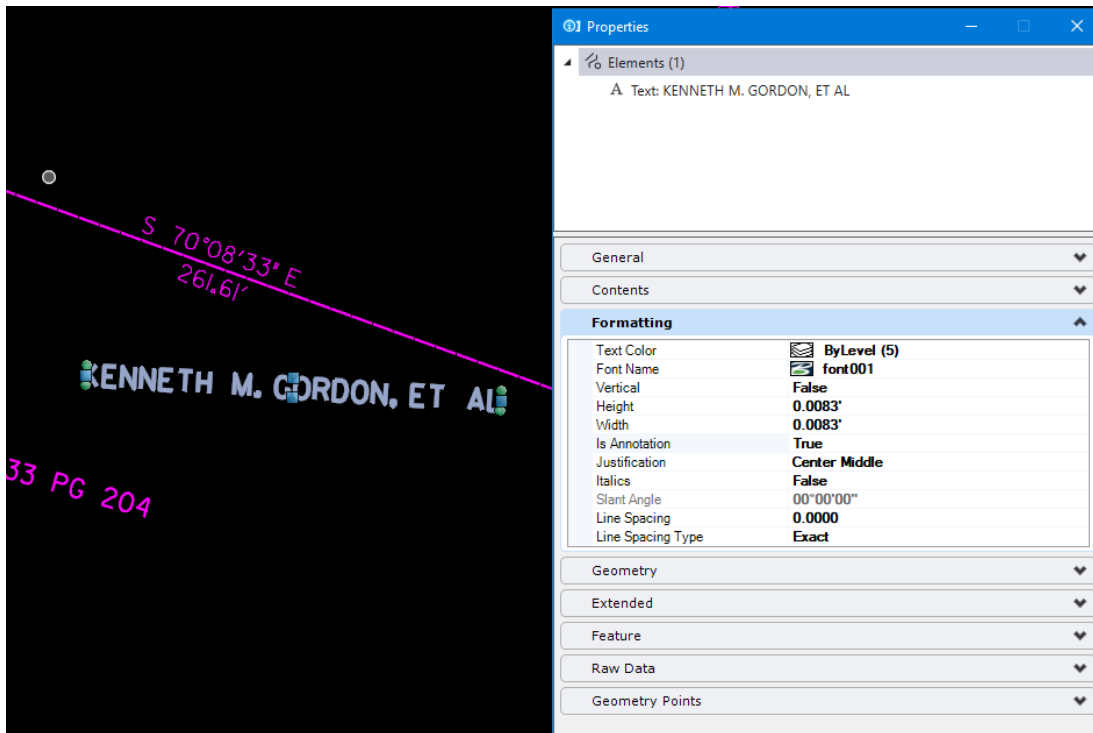 Properties
Elements (1)
A Text: KENNETH M. GORDON, ET AL
S 70°08'33" E
261.61'
KENNETH M. GORDON, ET AL
33 PG 204
General
Contents
Formatting
Text Color ByLevel (5)
Font Name font001
Vertical False
Height 0.0083'
Width 0.0083'
Is Annotation True
Justification Center Middle
Italics False
Slant Angle 00°00'00"
Line Spacing 0.0000
Line Spacing Type Exact
Geometry
Extended
Feature
Raw Data
Geometry Points